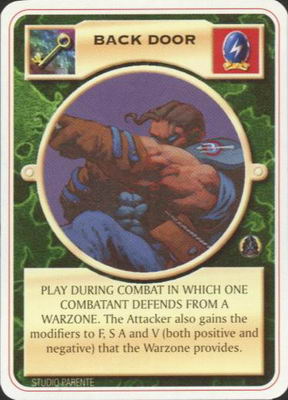 BACK DOOR
PLAY DURING COMBAT IN WHICH ONE
COMBATANT DEFENDS FROM A
WARZONE. The Attacker also gains the
modifiers to F, S A and V (both positive and
negative) that the Warzone provides.
STUDIO PARENTE